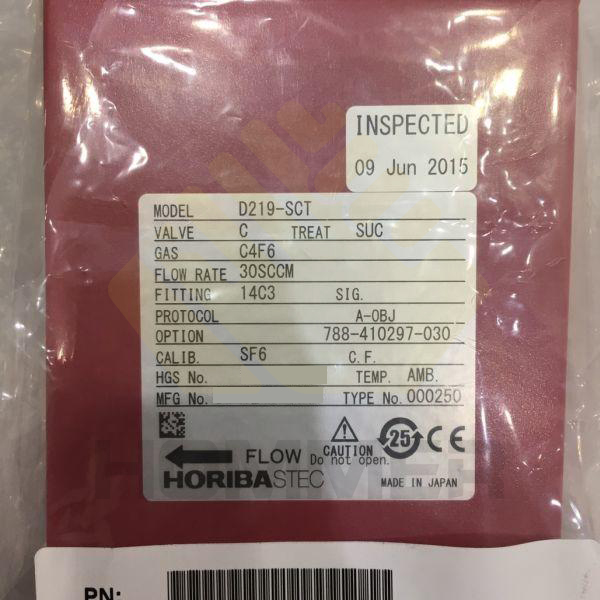 INSPECTED
09 Jun 2015
MODEL D219-SCT
VALVE C TREAT SUC
GAS C4F6
FLOW RATE 30SCCM
FITTING 14C3 SIG.
PROTOCOL A-OBJ
OPTION 788-410297-030
CALIB. SF6 C.F.
HGS No. TEMP. AMB.
MFG No. TYPE No. 000250
FLOW CAUTION 25 CE
Do not open.
HORIBASTEC MADE IN JAPAN
PN: